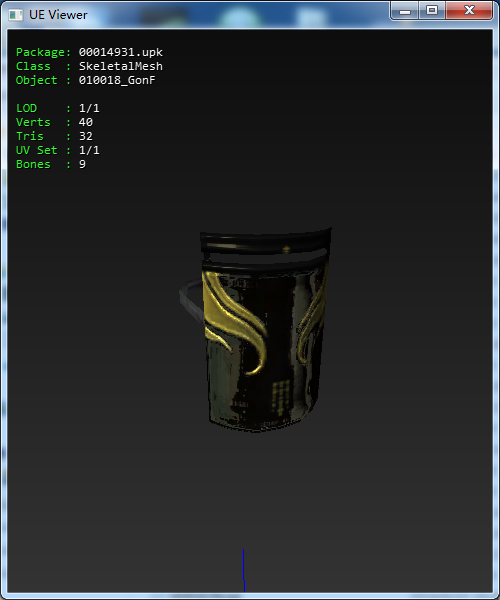 UE Viewer
Package: 00014931.upk
Class : SkeletalMesh
Object : 010018_GonF
LOD : 1/1
Verts : 40
Tris : 32
UV Set : 1/1
Bones : 9